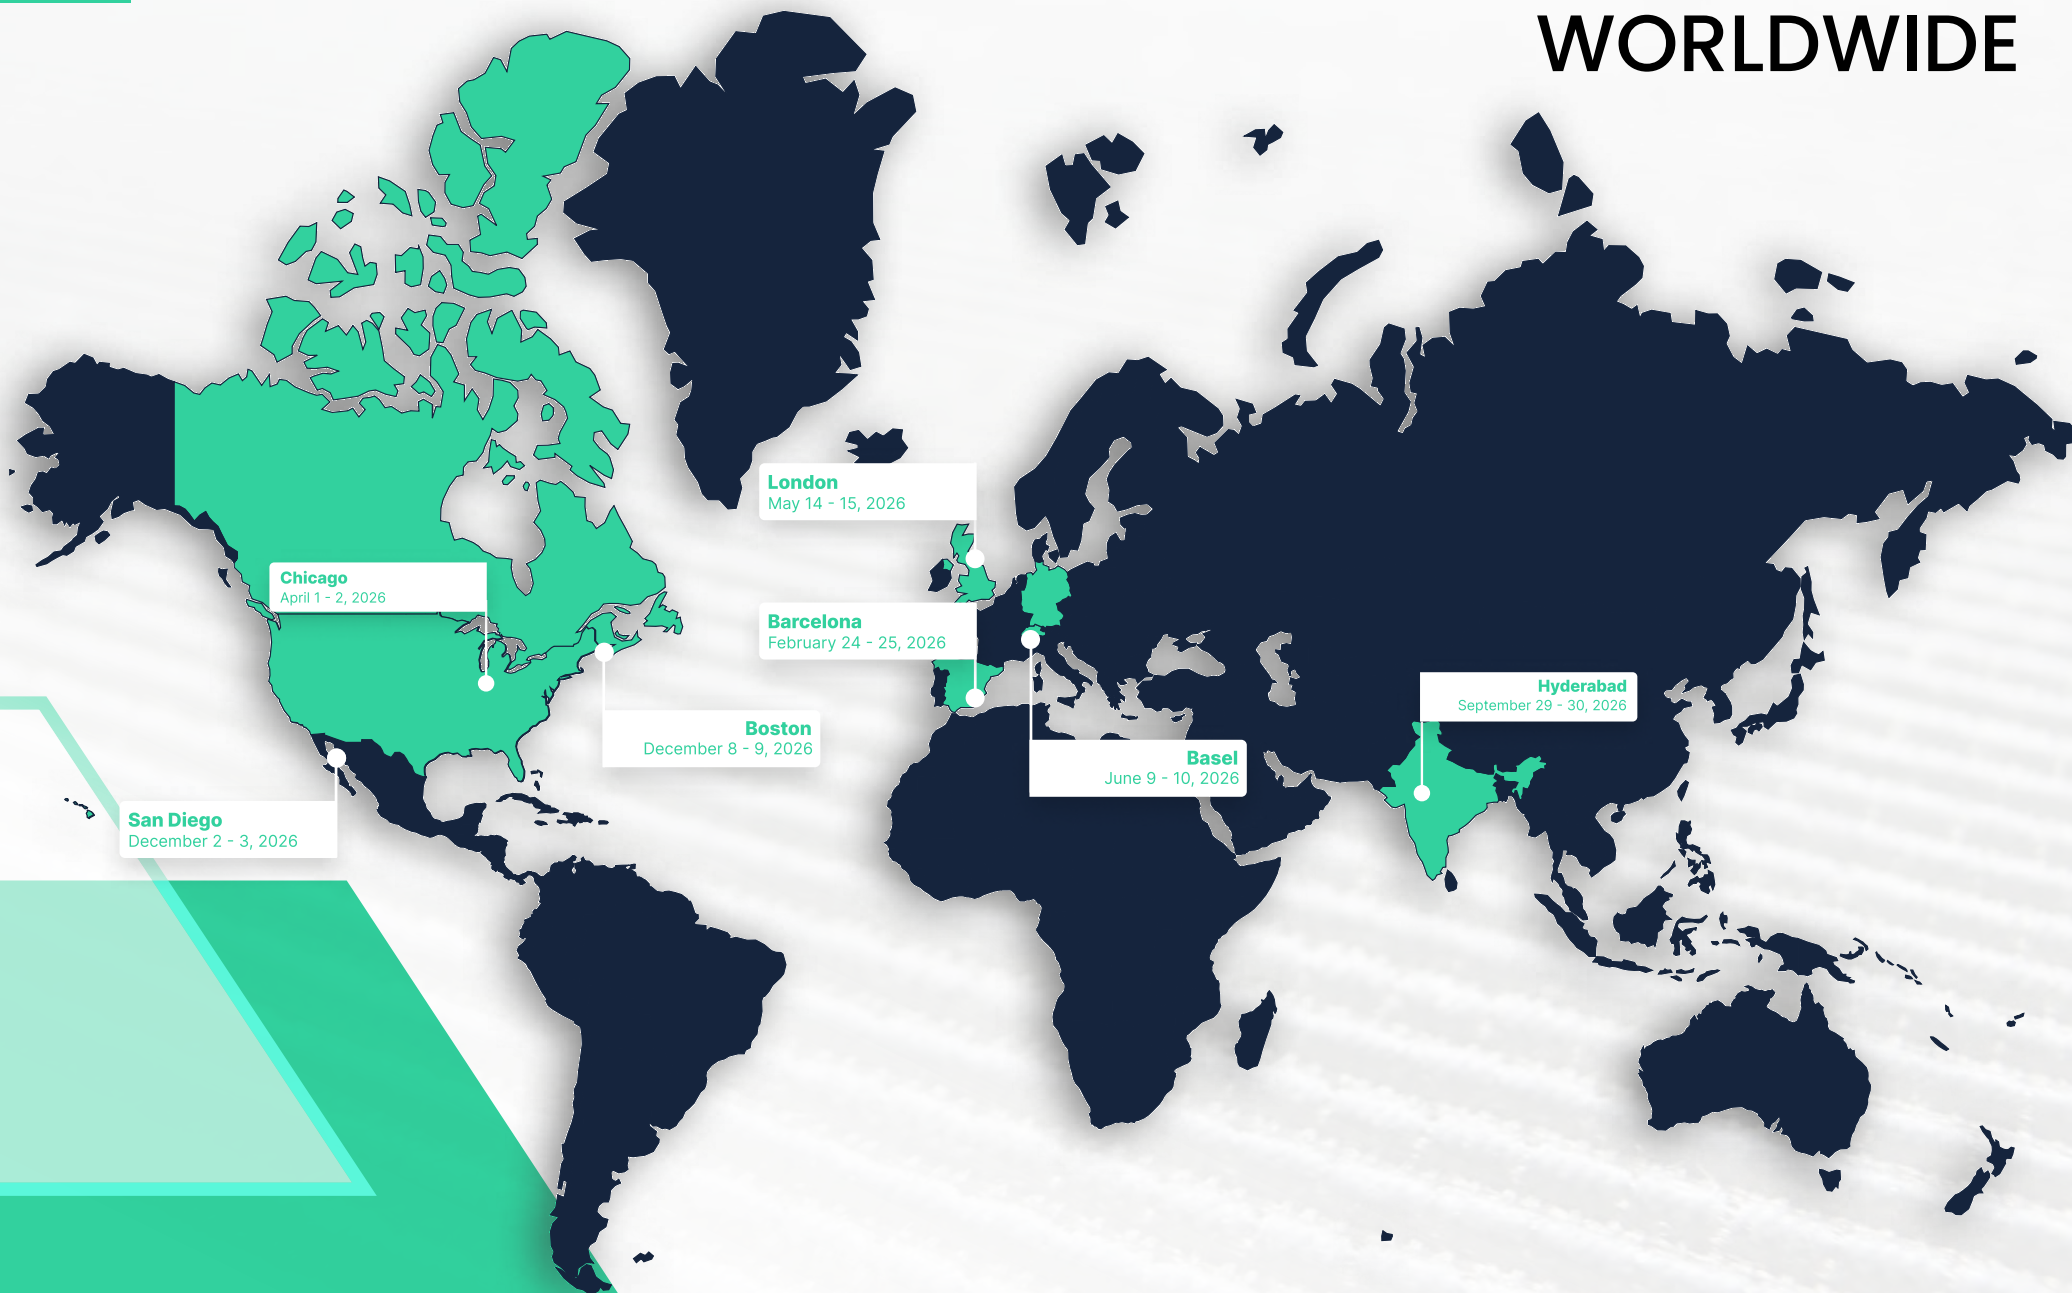 WORLDWIDE
London
May 14 - 15, 2026
Chicago
April 1 - 2, 2026
Barcelona
February 24 - 25, 2026
Hyderabad
September 29 - 30, 2026
Boston
December 8 - 9, 2026
Basel
June 9 - 10, 2026
San Diego
December 2 - 3, 2026